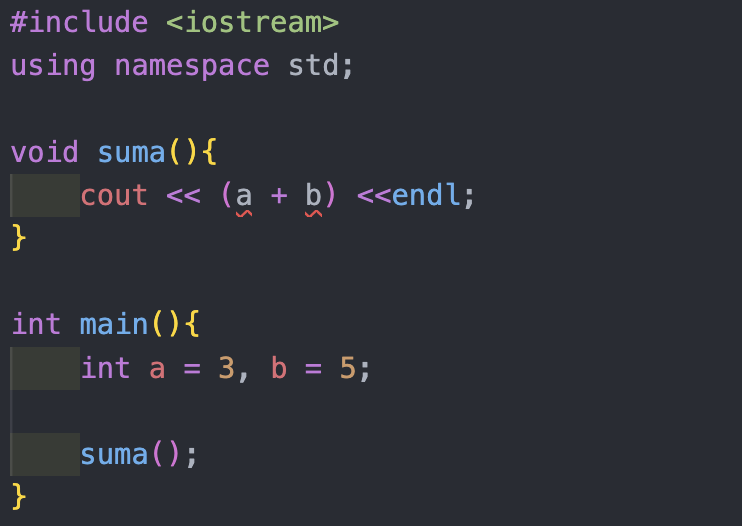 #include <iostream>
using namespace std;
void suma(){
    cout << (a + b) <<endl;
}
int main(){
    int a = 3, b = 5;
    suma();
}